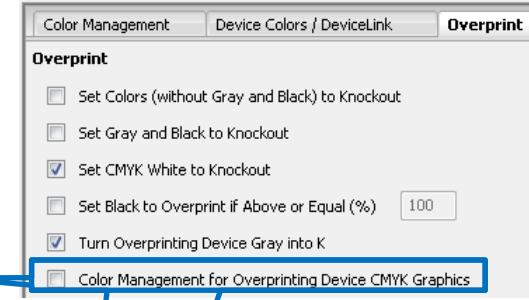 Color Management Device Colors / DeviceLink Overprint
Overprint
Set Colors (without Gray and Black) to Knockout
Set Gray and Black to Knockout
Set CMYK White to Knockout
Set Black to Overprint if Above or Equal (%) 100
Turn Overprinting Device Gray into K
Color Management for Overprinting Device CMYK Graphics